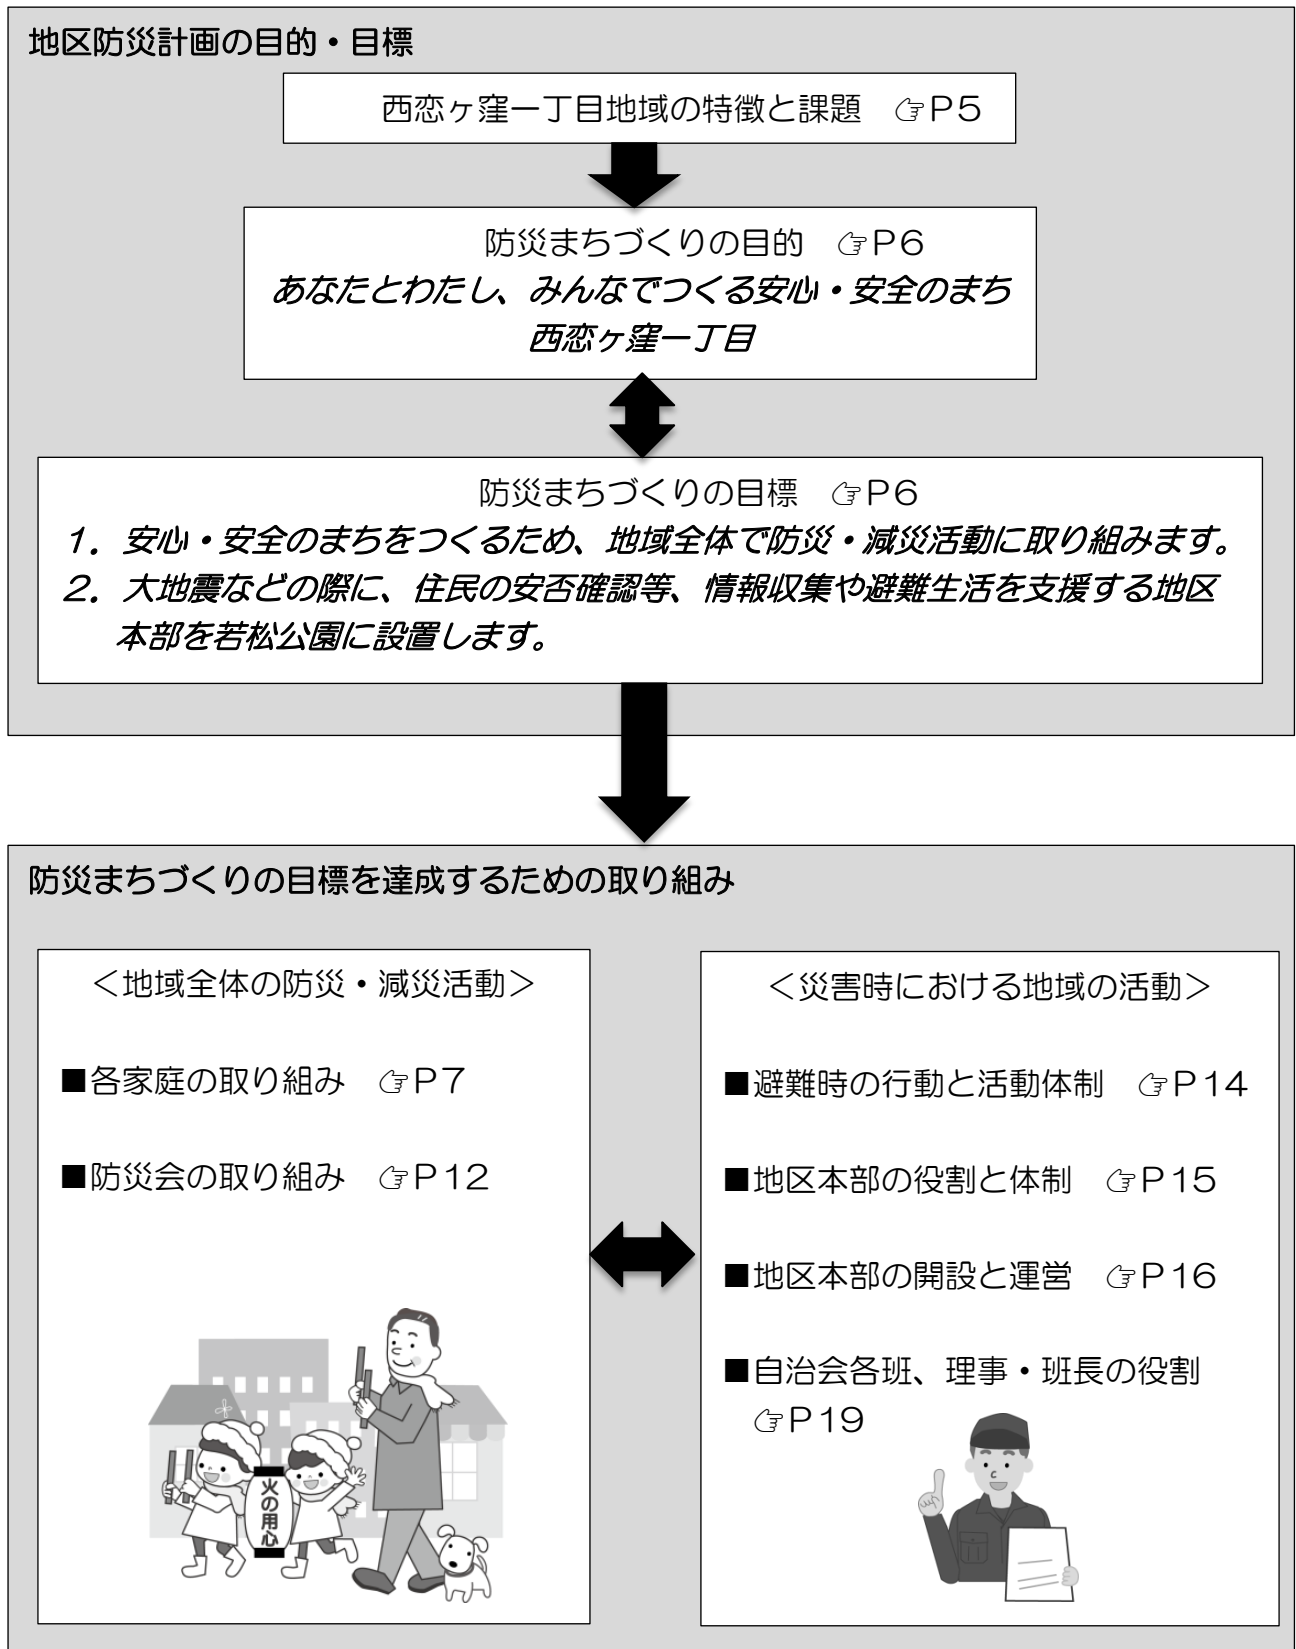 地区防災計画の目的・目標
西恋ヶ窪一丁目地域の特徴と課題　☞P5
防災まちづくりの目的　☞P6
あなたとわたし、みんなでつくる安心・安全のまち
西恋ヶ窪一丁目
防災まちづくりの目標　☞P6
1．安心・安全のまちをつくるため、地域全体で防災・減災活動に取り組みます。
2．大地震などの際に、住民の安否確認等、情報収集や避難生活を支援する地区
本部を若松公園に設置します。
防災まちづくりの目標を達成するための取り組み
＜地域全体の防災・減災活動＞
■各家庭の取り組み　☞P7
■防災会の取り組み　☞P12
火の用心
＜災害時における地域の活動＞
■避難時の行動と活動体制　☞P14
■地区本部の役割と体制　☞P15
■地区本部の開設と運営　☞P16
■自治会各班、理事・班長の役割
☞P19